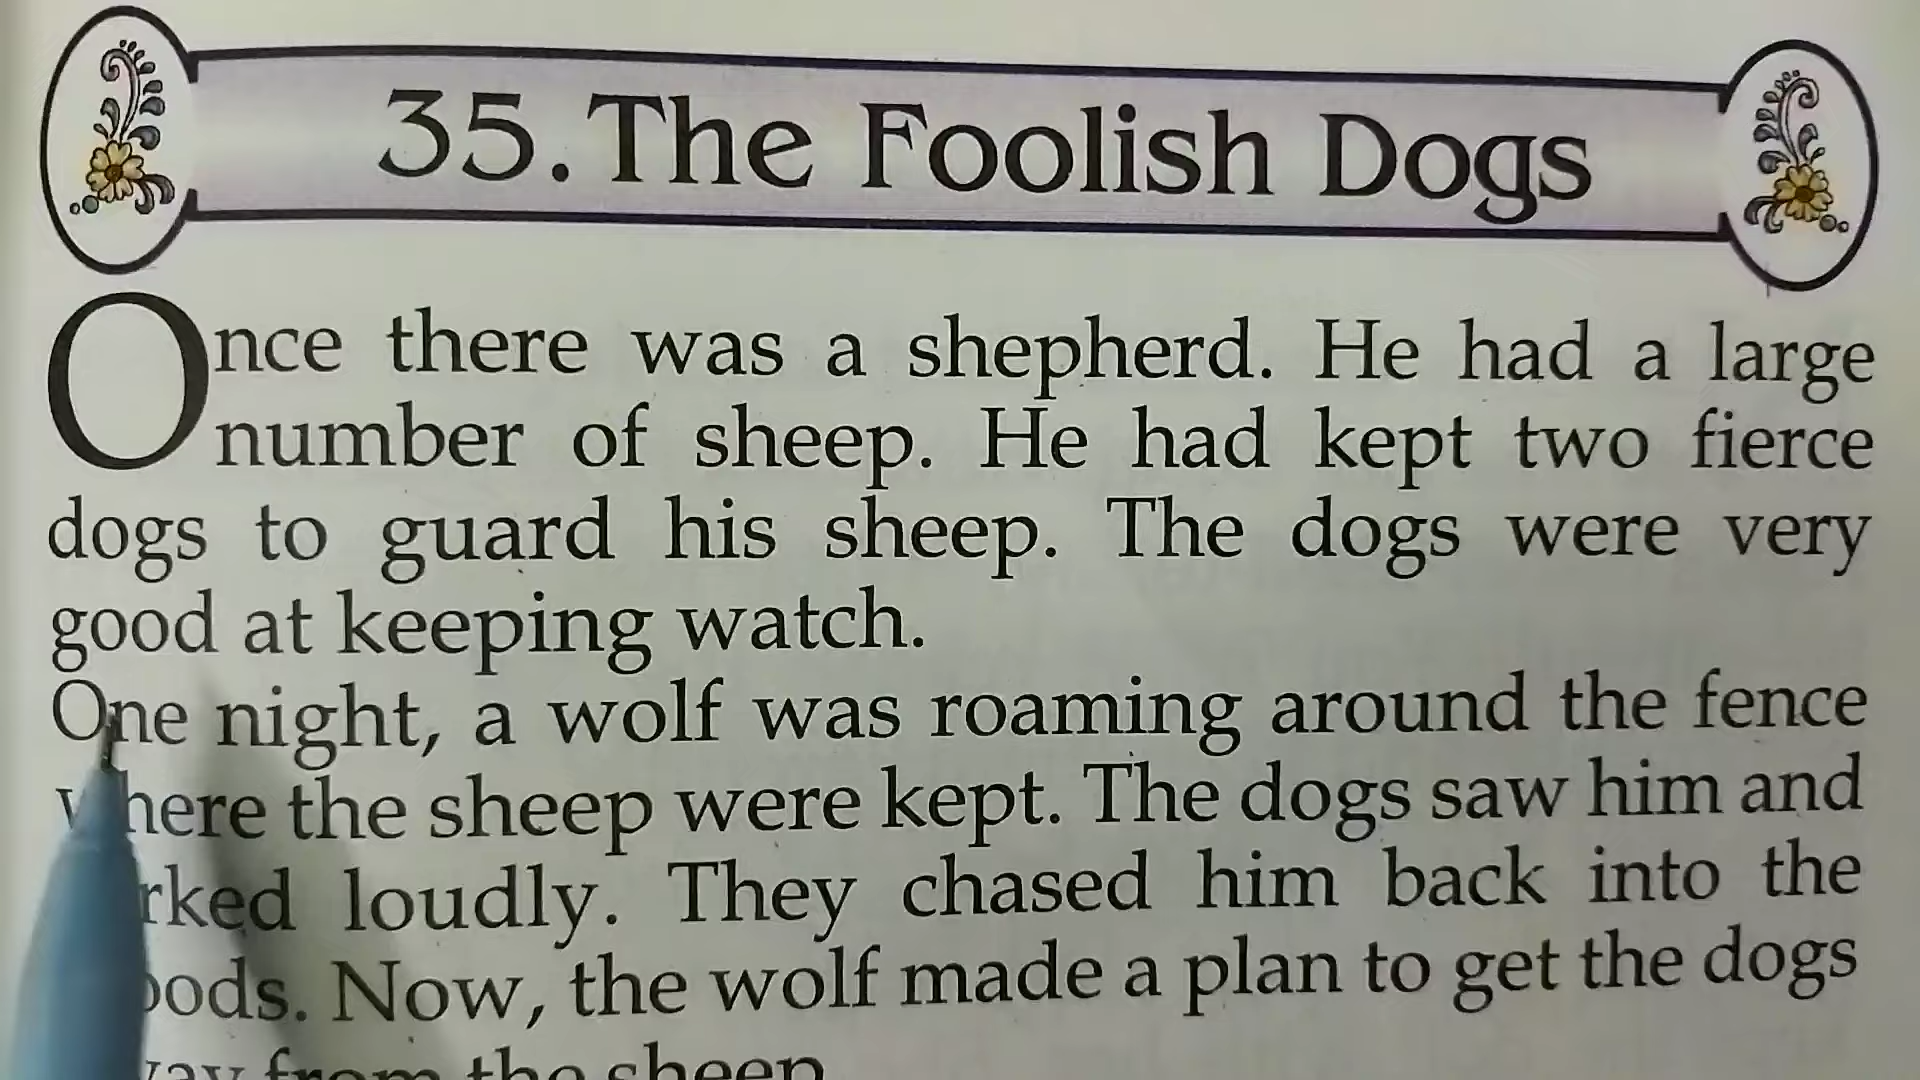 35. The Foolish Dogs
Once there was a shepherd. He had a large
number of sheep. He had kept two fierce
dogs to guard his sheep. The dogs were very
good at keeping watch.
One night, a wolf was roaming around the fence
where the sheep were kept. The dogs saw him and
loudly. They chased him back into the
Now, the wolf made a plan to get the dogs
from the sheep